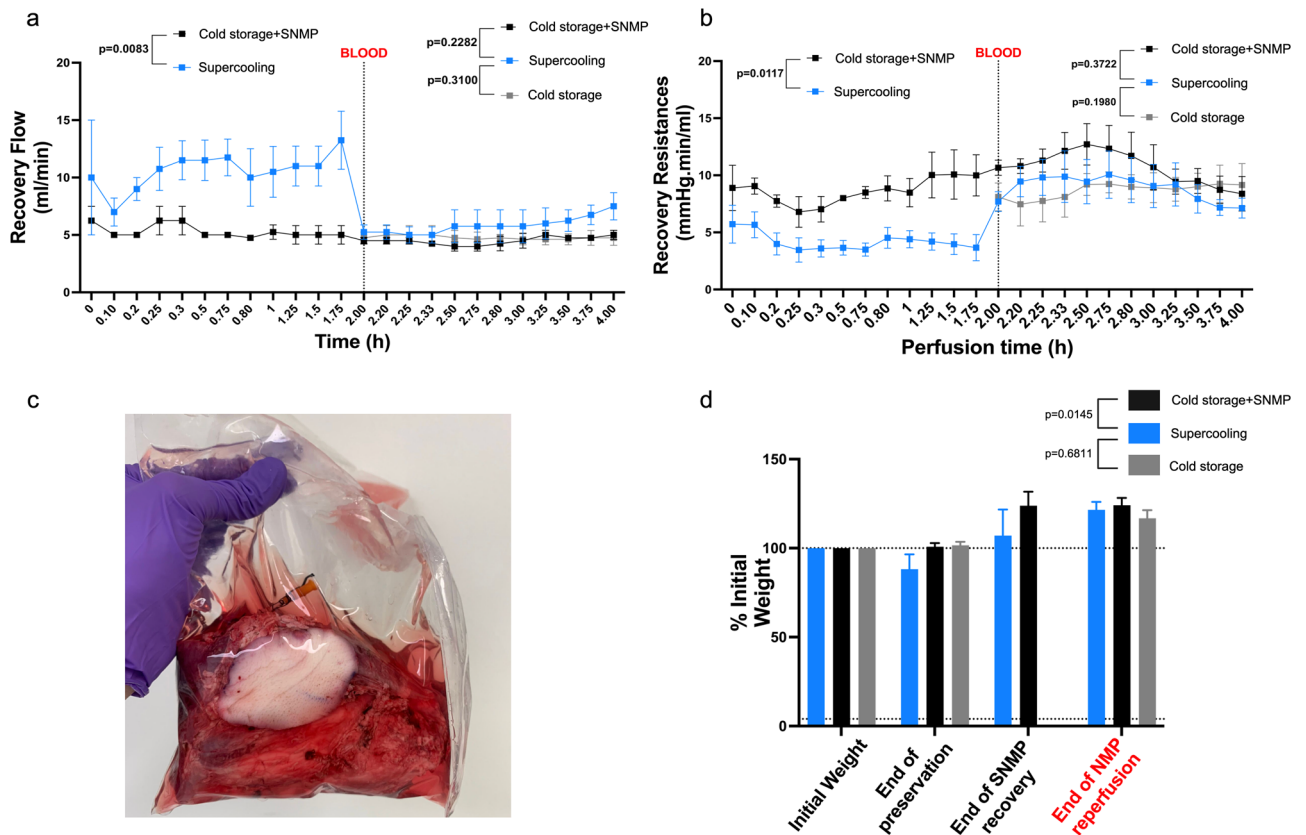 a
p=0.0083
Cold storage+SNMP
Supercooling
BLOOD
p=0.2282
p=0.3100
Cold storage+SNMP
Supercooling
Cold storage
Recovery Flow
(ml/min)
20
15
10
5
0
0
0.10
0.2
0.25
0.3
0.5
0.75
0.80
1
1.25
1.5
1.75
2.00
2.20
2.25
2.33
2.50
2.75
2.80
3.00
3.25
3.50
3.75
4.00
Time (h)
b
p=0.0117
Cold storage+SNMP
Supercooling
BLOOD
p=0.3722
p=0.1980
Cold storage+SNMP
Supercooling
Cold storage
Recovery Resistances
(mmHg.min/ml)
20
15
10
5
0
0
0.10
0.2
0.25
0.3
0.5
0.75
0.80
1
1.25
1.5
1.75
2.00
2.20
2.25
2.33
2.50
2.75
2.80
3.00
3.25
3.50
3.75
4.00
Perfusion time (h)
c
d
p=0.0145
p=0.6811
Cold storage+SNMP
Supercooling
Cold storage
% Initial
Weight
150
100
50
0
Initial Weight
End of
preservation
End of SNMP
recovery
End of NMP
reperfusion